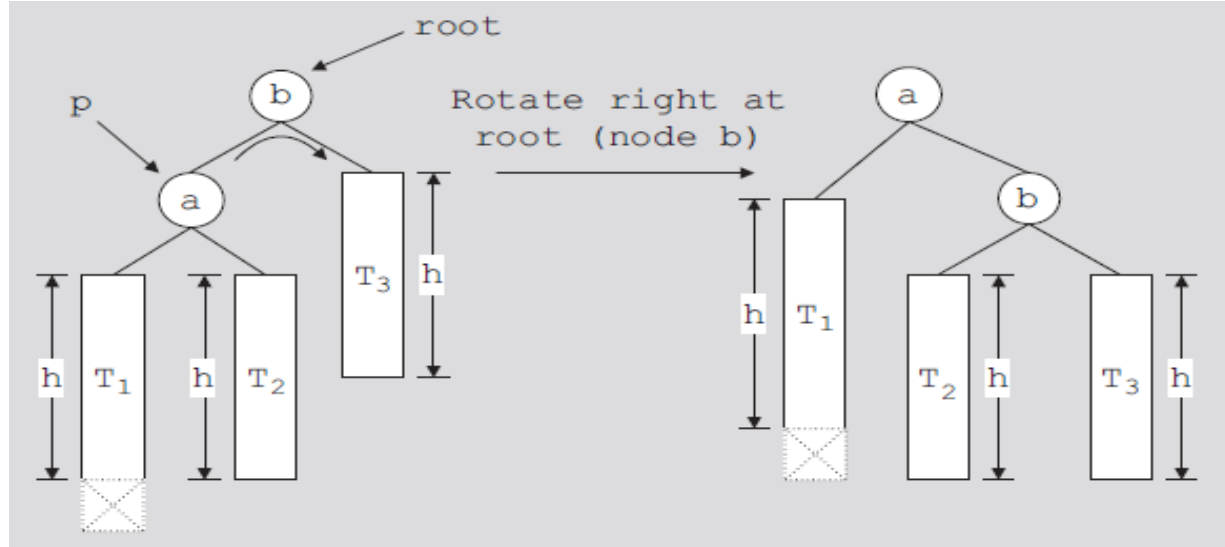 root
b
a
p
Rotate right at
root (node b)
a
b
T₃
h
h
T₁
h
T₂
h
T₁
T₂
h
T₃
h